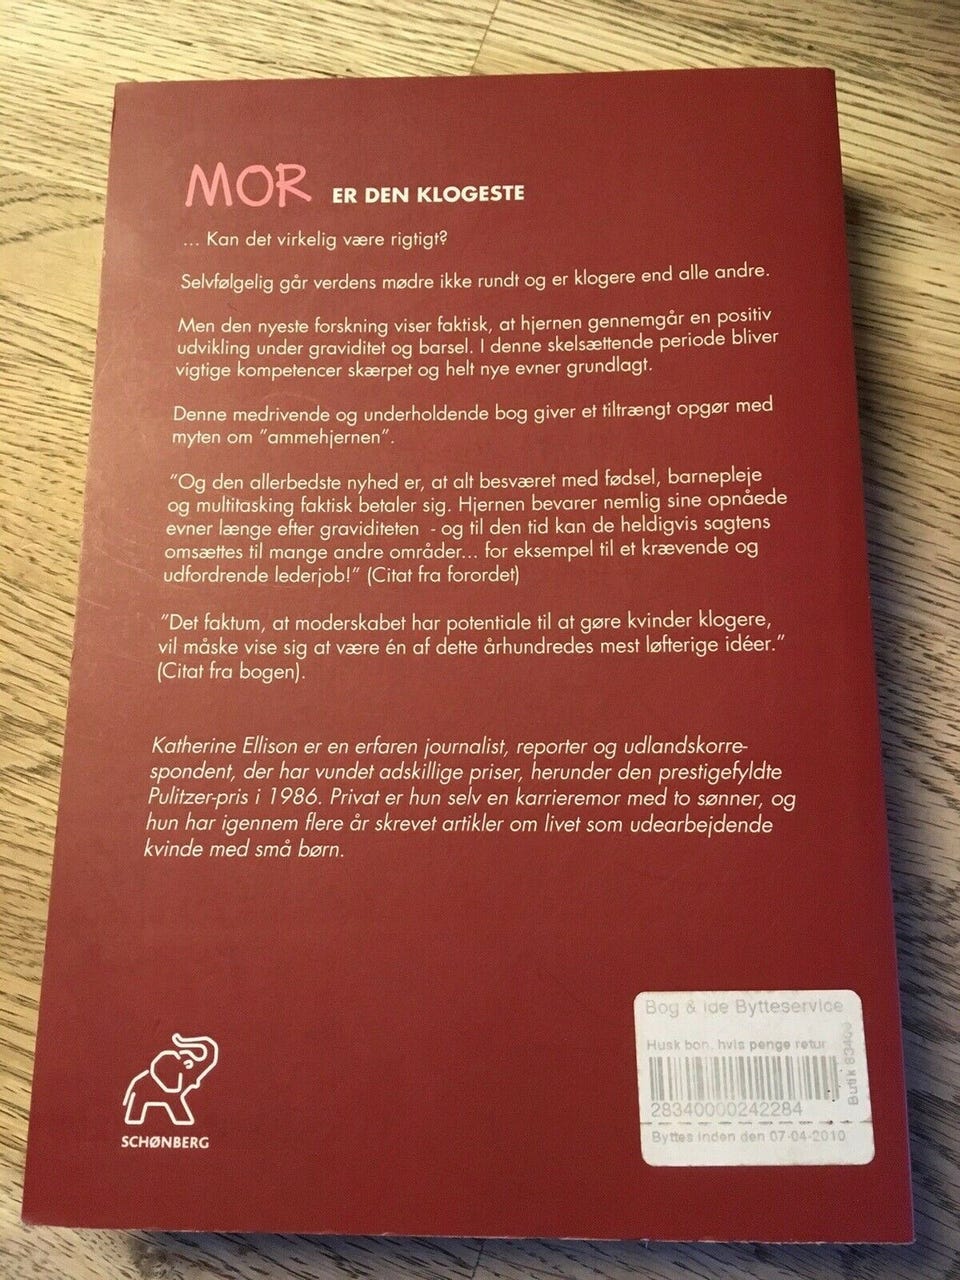 MOR ER DEN KLOGESTE
... Kan det virkelig være rigtigt?
Selvfølgelig går verdens mødre ikke rundt og er klogere end alle andre.
Men den nyeste forskning viser faktisk, at hjernen gennemgår en positiv
udvikling under graviditet og barsel. I denne skelsættende periode bliver
vigtige kompetencer skærpet og helt nye evner grundlagt.
Denne medrivende og underholdende bog giver et tiltrængt opgør med
myten om "ammehjernen".
"Og den allerbedste nyhed er, at alt besværet med fødsel, barnepleje
og multitasking faktisk betaler sig. Hjernen bevarer nemlig sine opnåede
evner længe efter graviditeten - og til den tid kan de heldigvis sagtens
omsættes til mange andre områder... for eksempel til et krævende og
udfordrende lederjob!" (Citat fra forordet)
"Det faktum, at moderskabet har potentiale til at gøre kvinder klogere,
vil måske vise sig at være én af dette århundredes mest løfterige idéer."
(Citat fra bogen).
Katherine Ellison er en erfaren journalist, reporter og udlandskorre-
spondent, der har vundet adskillige priser, herunder den prestigefyldte
Pulitzer-pris i 1986. Privat er hun selv en karrieremor med to sønner, og
hun har igennem flere år skrevet artikler om livet som udearbejdende
kvinde med små børn.
SCHØNBERG
Bog & ide Bytteservice
Husk bon, hvis penge retur
28340000242284
Byttes inden den 07-04-2010
Butik